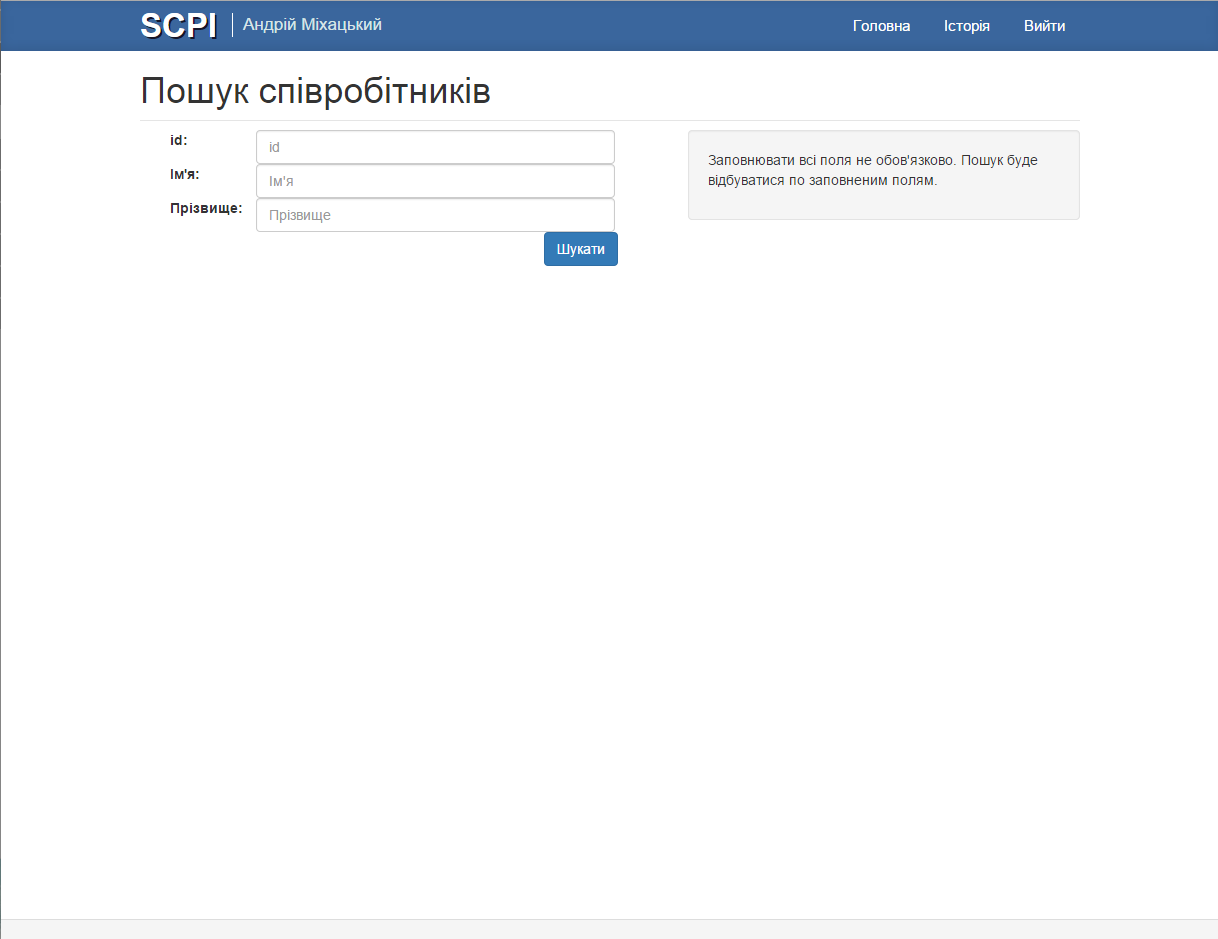 SCPI Андрій Міхацький Головна Історія Вийти
Пошук співробітників
id: id
Ім'я: Ім'я
Прізвище: Прізвище
Шукати
Заповнювати всі поля не обов'язково. Пошук буде
відбуватися по заповненим полям.